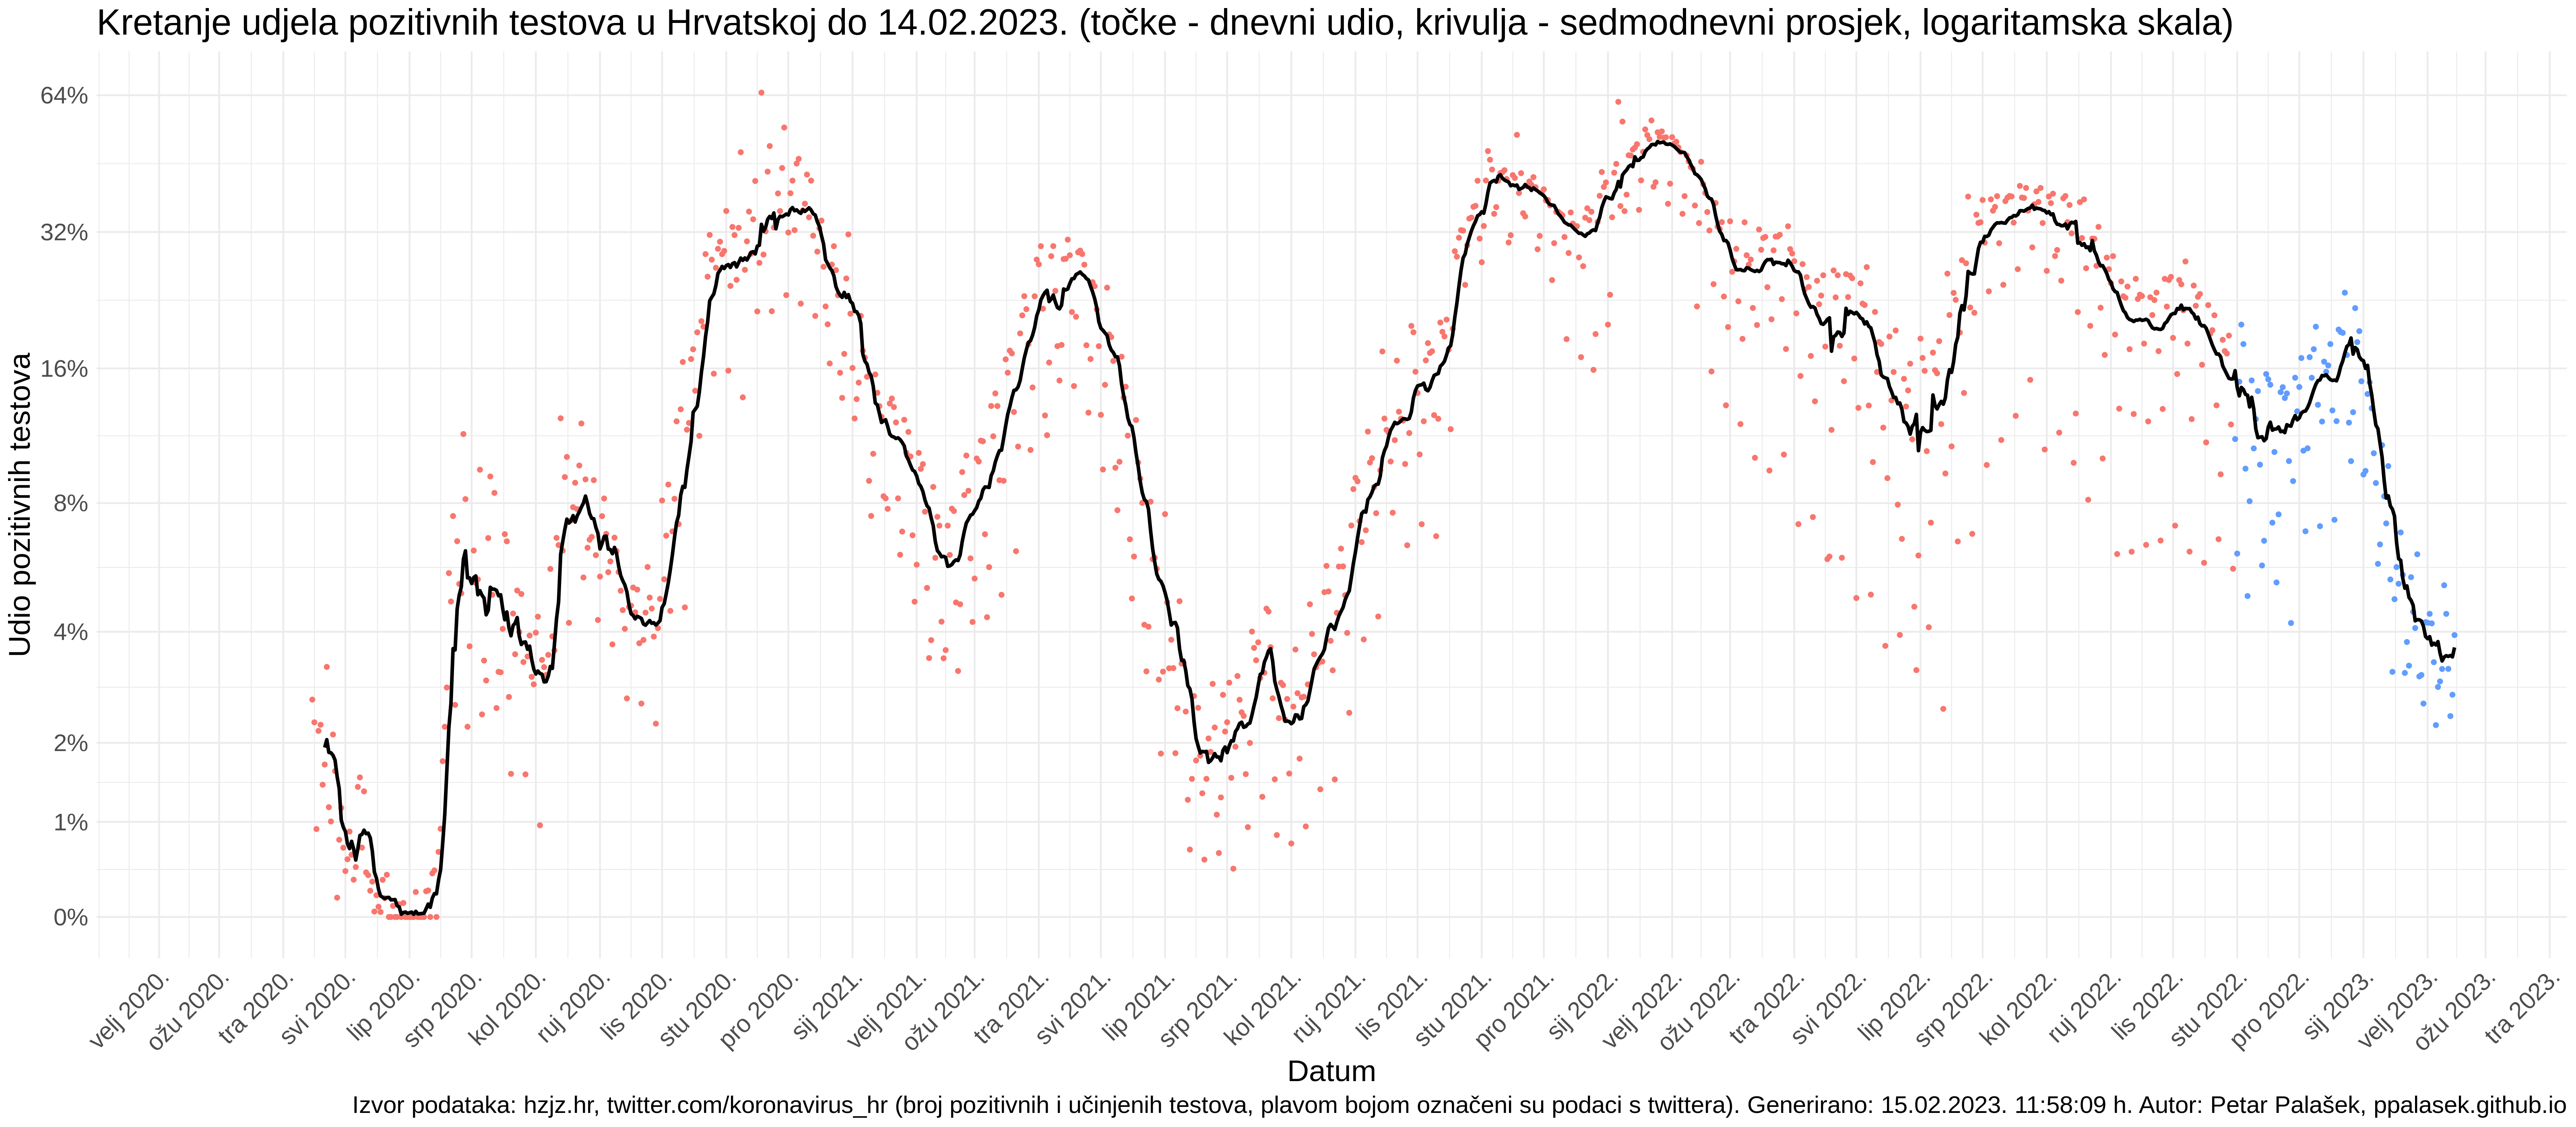 Kretanje udjela pozitivnih testova u Hrvatskoj do 14.02.2023. (točke - dnevni udio, krivulja - sedmodnevni prosjek, logaritamska skala)
Udio pozitivnih testova
64%
32%
16%
8%
4%
2%
1%
0%
velj 2020.
ožu 2020.
tra 2020.
svi 2020.
lip 2020.
srp 2020.
kol 2020.
ruj 2020.
lis 2020.
stu 2020.
pro 2020.
sij 2021.
velj 2021.
ožu 2021.
tra 2021.
svi 2021.
lip 2021.
srp 2021.
kol 2021.
ruj 2021.
lis 2021.
stu 2021.
pro 2021.
sij 2022.
velj 2022.
ožu 2022.
tra 2022.
svi 2022.
lip 2022.
srp 2022.
kol 2022.
ruj 2022.
lis 2022.
stu 2022.
pro 2022.
sij 2023.
velj 2023.
ožu 2023.
tra 2023.
Datum
Izvor podataka: hzjz.hr, twitter.com/koronavirus_hr (broj pozitivnih i učinjenih testova, plavom bojom označeni su podaci s twittera). Generirano: 15.02.2023. 11:58:09 h. Autor: Petar Palašek, ppalasek.github.io